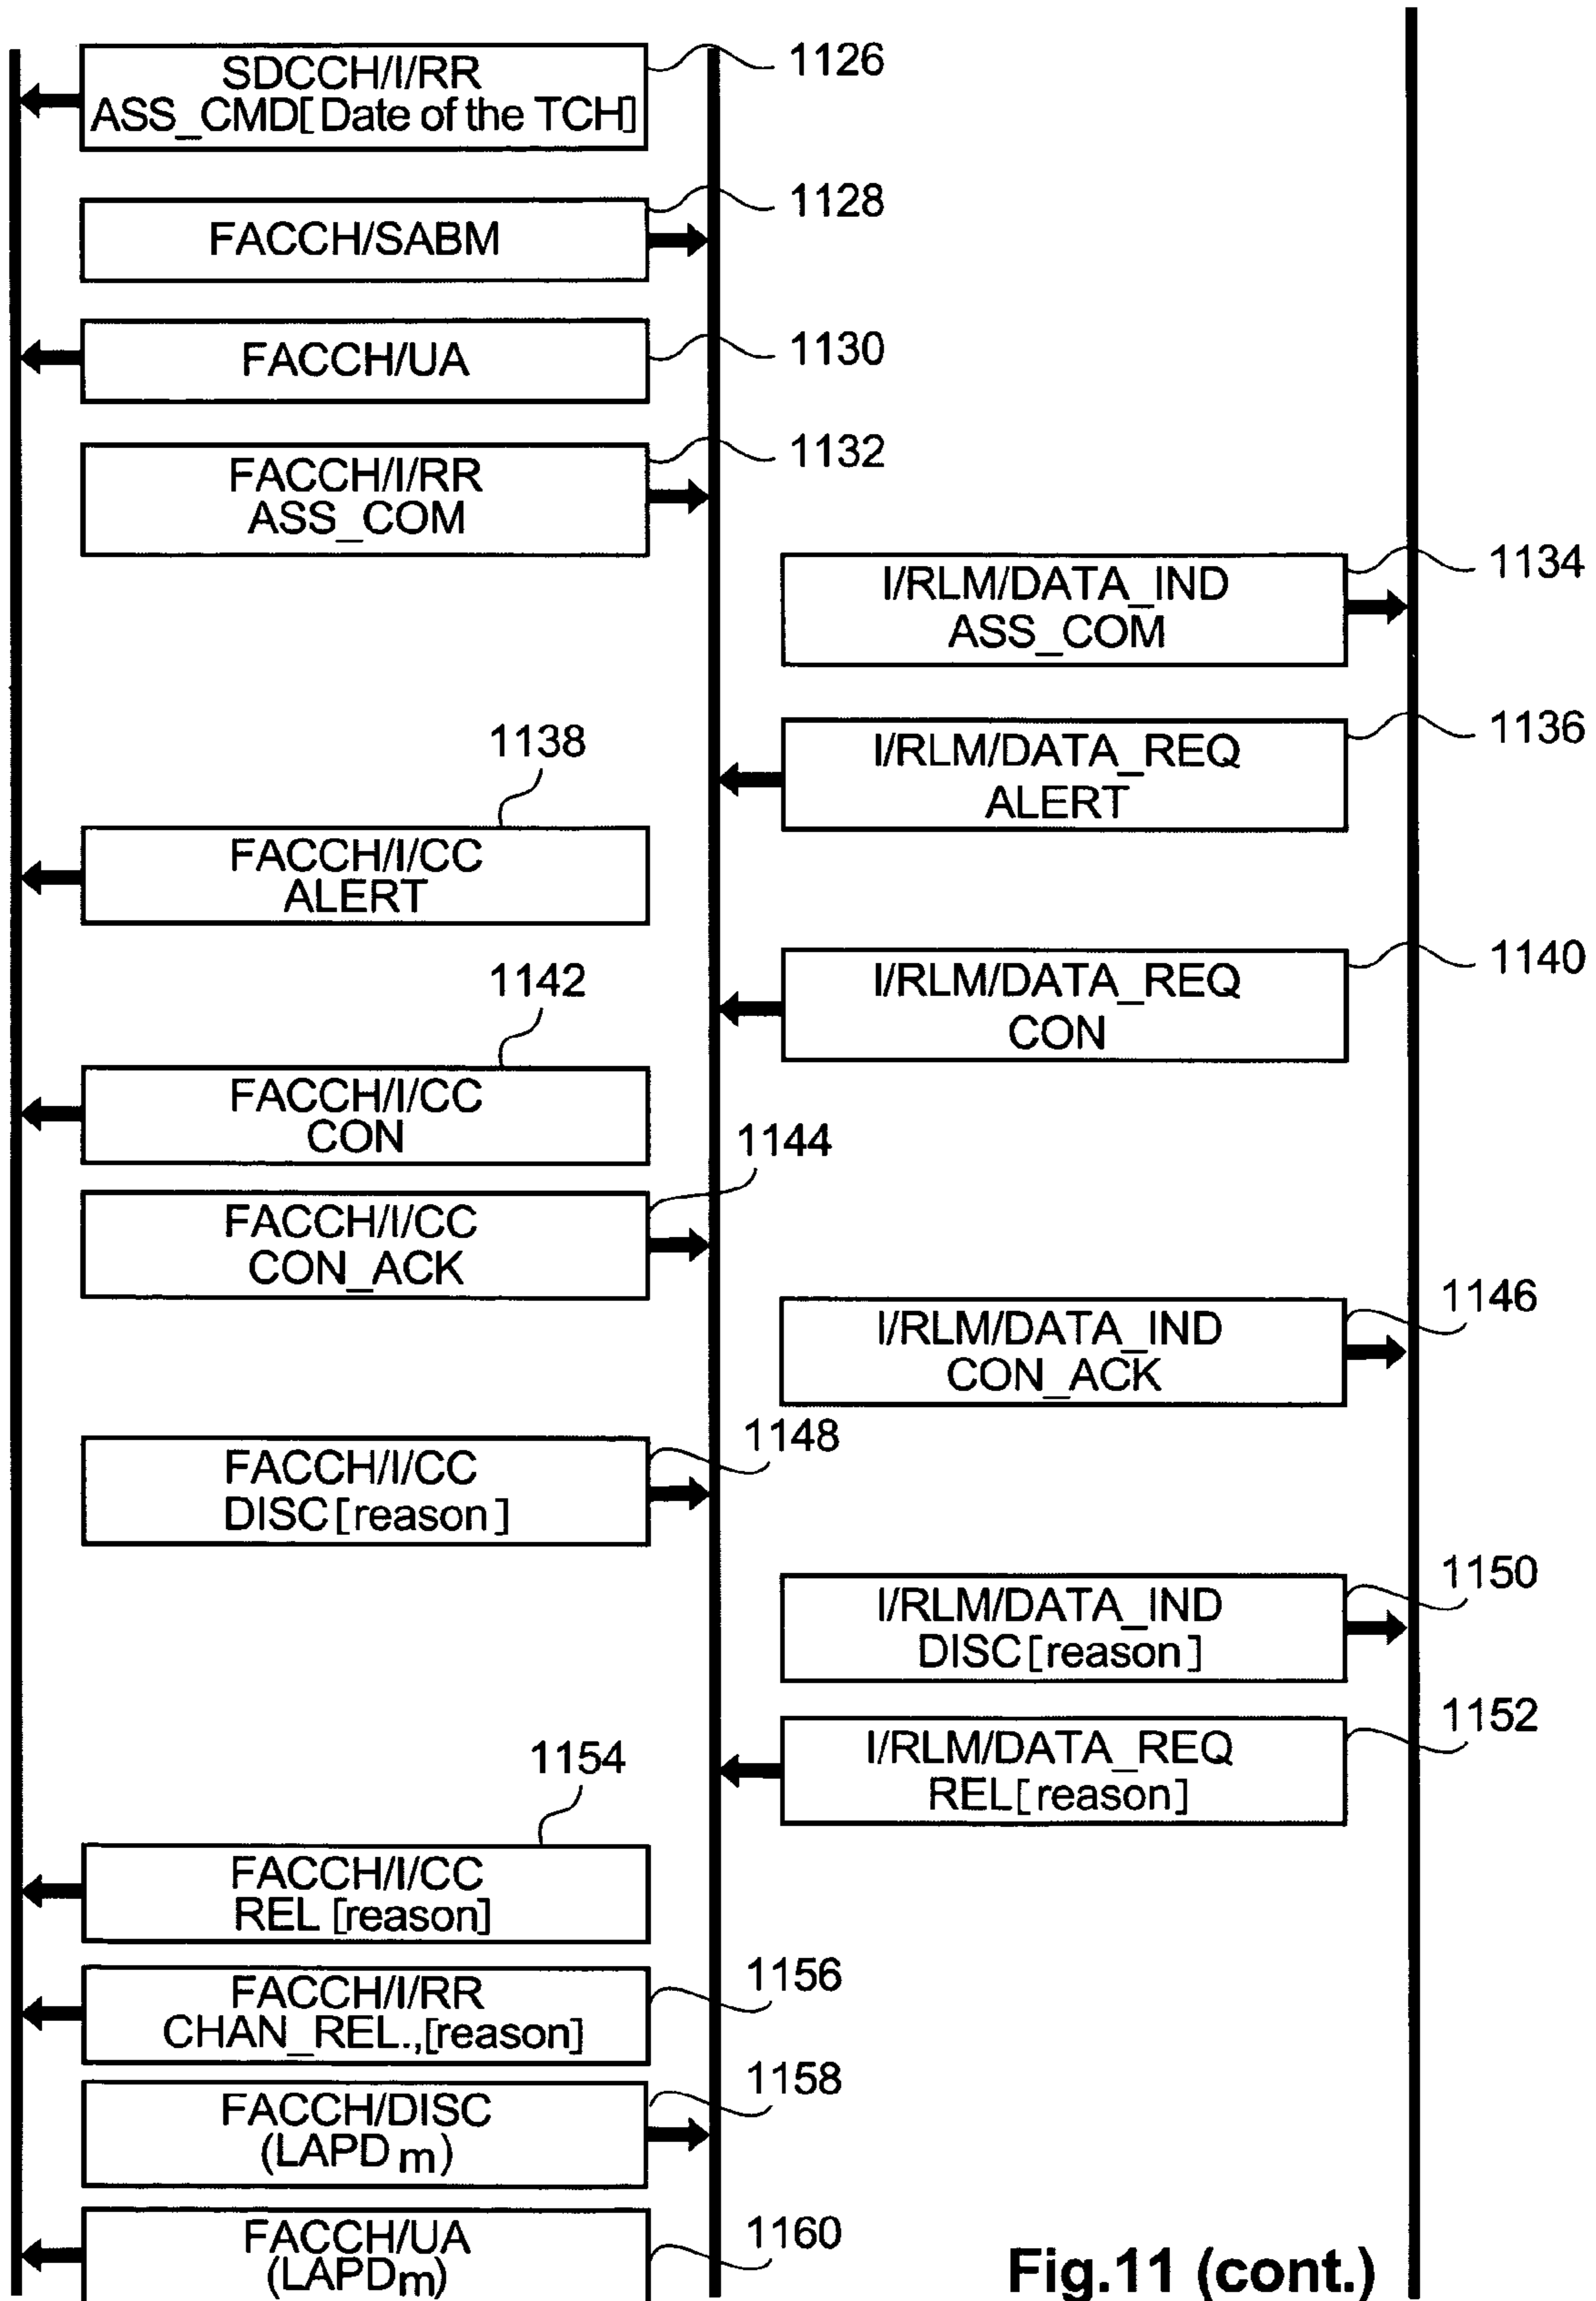 SDCCH/I/RR
ASS_CMD[Date of the TCH]
1126
FACCH/SABM
1128
FACCH/UA
1130
FACCH/I/RR
ASS_COM
1132
I/RLM/DATA_IND
ASS_COM
1134
I/RLM/DATA_REQ
ALERT
1136
1138
FACCH/I/CC
ALERT
I/RLM/DATA_REQ
CON
1140
1142
FACCH/I/CC
CON
1144
FACCH/I/CC
CON_ACK
I/RLM/DATA_IND
CON_ACK
1146
FACCH/I/CC
DISC[reason]
1148
I/RLM/DATA_IND
DISC[reason]
1150
I/RLM/DATA_REQ
REL[reason]
1152
1154
FACCH/I/CC
REL [reason]
FACCH/I/RR
CHAN_REL.,[reason]
1156
FACCH/DISC
(LAPDm)
1158
FACCH/UA
(LAPDm)
1160
Fig.11 (cont.)